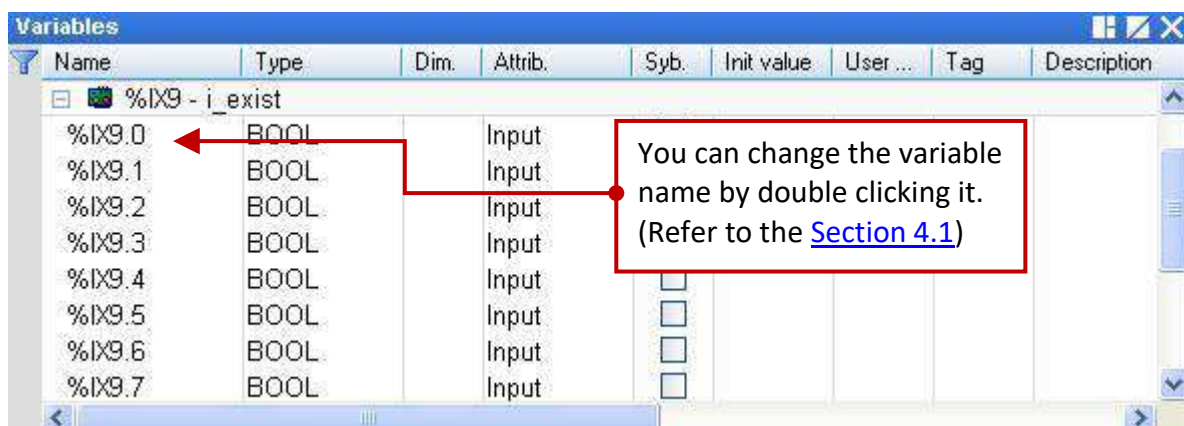 Variables
Name Type Dim. Attrib. Syb. Init value User ... Tag Description
%IX9 - i_exist
%IX9.0 BOOL Input
%IX9.1 BOOL Input
%IX9.2 BOOL Input
%IX9.3 BOOL Input
%IX9.4 BOOL Input
%IX9.5 BOOL Input
%IX9.6 BOOL Input
%IX9.7 BOOL Input
You can change the variable
name by double clicking it.
(Refer to the Section 4.1)